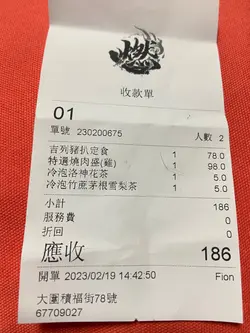 燃
收款單
01
單號 230200675 人數 2
吉列豬扒定食 1 78.0
特選燒肉盛(雞) 1 98.0
冷泡洛神花茶 1 5.0
冷泡竹蔗茅根雪梨茶 1 5.0
小計 186
服務費 0
折回 0
應收 186
開單 2023/02/19 14:42:50 Fion
大圍積福街78號
67709027